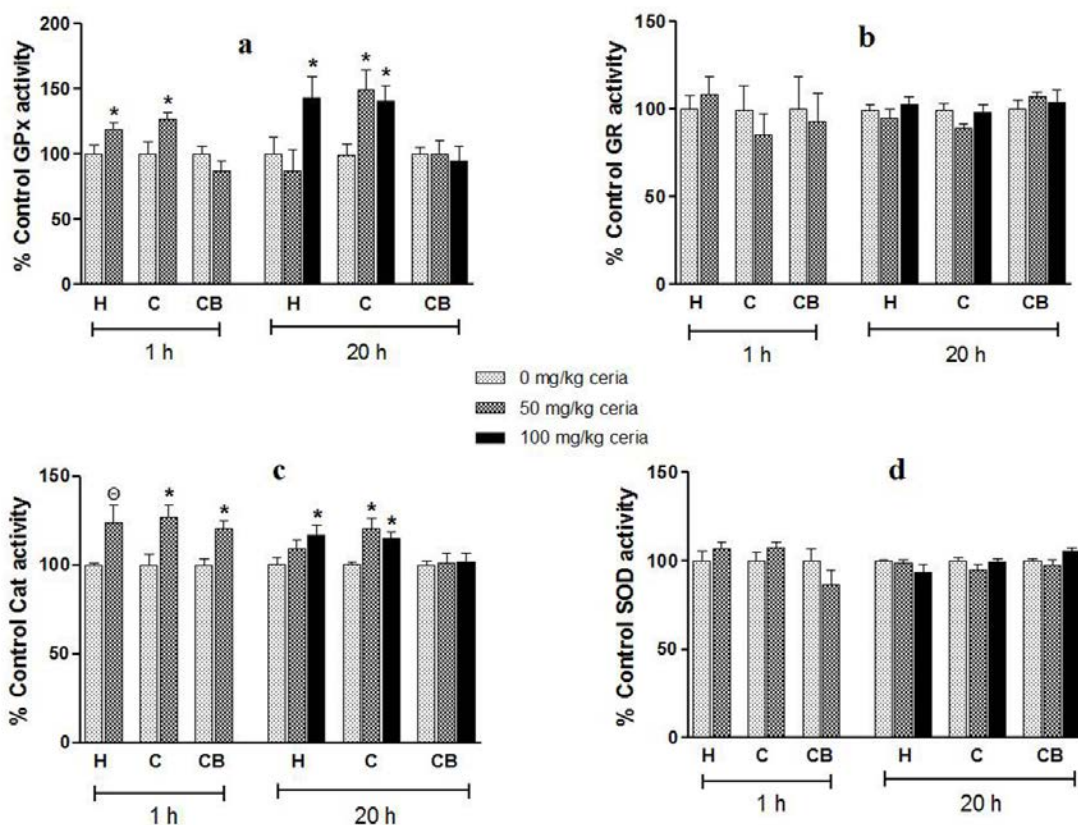 a
% Control GPx activity
200
150
100
50
0
*
*
*
*
*
H C CB H C CB
1 h 20 h
b
% Control GR activity
150
100
50
0
H C CB H C CB
1 h 20 h
0 mg/kg ceria
50 mg/kg ceria
100 mg/kg ceria
c
% Control Cat activity
150
100
50
0
Θ
*
*
*
*
*
H C CB H C CB
1 h 20 h
d
% Control SOD activity
150
100
50
0
H C CB H C CB
1 h 20 h